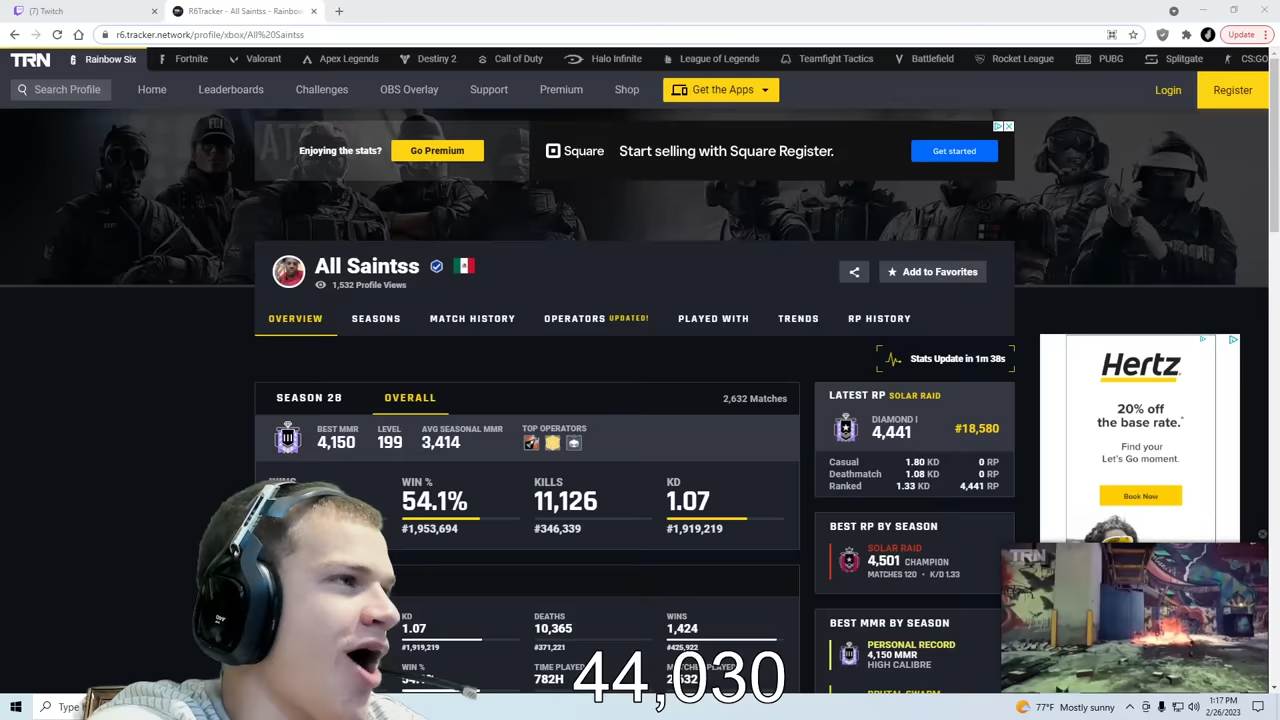 (7) Twitch
R6Tracker - All Saintss - Rainbow
r6.tracker.network/profile/xbox/All%20Saintss
Update
TRN
Rainbow Six
Fortnite
Valorant
Apex Legends
Destiny 2
Call of Duty
Halo Infinite
League of Legends
Teamfight Tactics
Battlefield
Rocket League
PUBG
Splitgate
CS:GO
Search Profile
Home
Leaderboards
Challenges
OBS Overlay
Support
Premium
Shop
Get the Apps
Login
Register
Enjoying the stats?
Go Premium
Square
Start selling with Square Register.
Get started
All Saintss
1,532 Profile Views
Add to Favorites
OVERVIEW
SEASONS
MATCH HISTORY
OPERATORS UPDATED!
PLAYED WITH
TRENDS
RP HISTORY
Stats Update in 1m 38s
SEASON 28
OVERALL
2,632 Matches
BEST MMR
4,150
LEVEL
199
AVG SEASONAL MMR
3,414
TOP OPERATORS
WIN %
54.1%
#1,953,694
KILLS
11,126
#346,339
KD
1.07
#1,919,219
KD
1.07
#1,919,219
DEATHS
10,365
#371,221
WINS
1,424
#425,922
WIN %
TIME PLAYED
782H
44,030
LATEST RP SOLAR RAID
DIAMOND I
4,441
#18,580
Casual 1.80 KD 0 RP
Deathmatch 1.08 KD 0 RP
Ranked 1.33 KD 4,441 RP
BEST RP BY SEASON
SOLAR RAID
4,501 CHAMPION
MATCHES 120 • K/D 1.33
BEST MMR BY SEASON
PERSONAL RECORD
4,150 MMR
HIGH CALIBRE
Hertz
20% off
the base rate.*
Find your
Let's Go moment.
Book Now
TRN
Type
77°F Mostly sunny
1:17 PM
2/26/2023